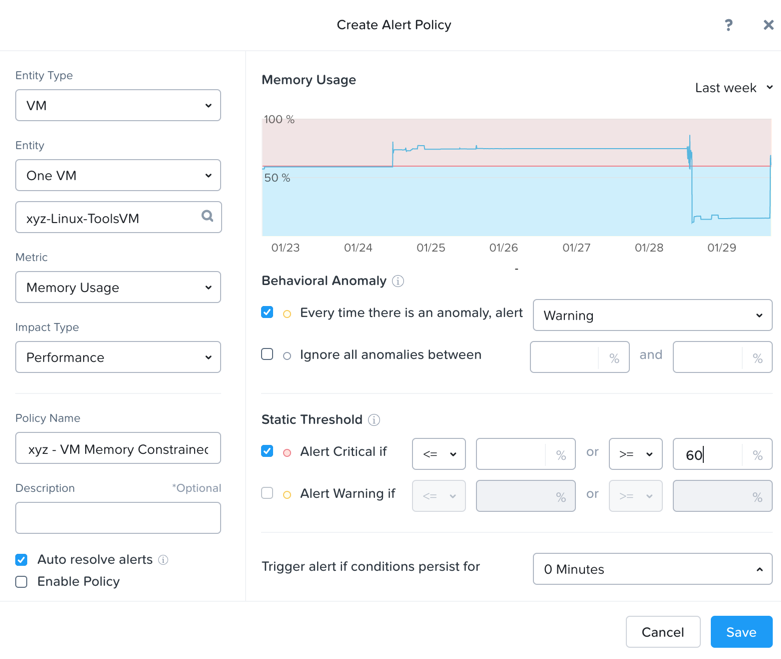 Create Alert Policy
?
Entity Type
VM
Entity
One VM
xyz-Linux-ToolsVM
Metric
Memory Usage
Impact Type
Performance
Policy Name
xyz - VM Memory Constrained
Description *Optional
Auto resolve alerts
Enable Policy
Memory Usage
Last week
100 %
50 %
01/23 01/24 01/25 01/26 01/27 01/28 01/29
Behavioral Anomaly
Every time there is an anomaly, alert Warning
Ignore all anomalies between % and %
Static Threshold
Alert Critical if <= % or >= 60 %
Alert Warning if <= % or >= %
Trigger alert if conditions persist for 0 Minutes
Cancel Save